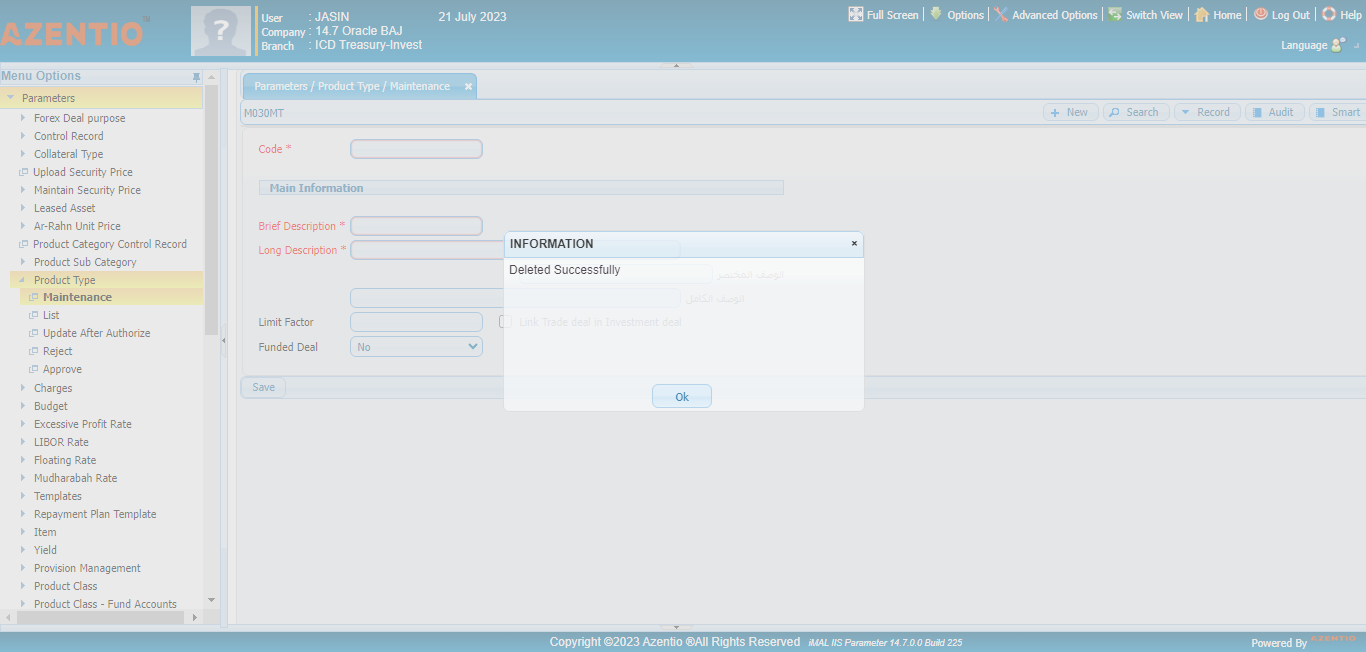 AZENTIO™
User : JASIN 21 July 2023
Company : 14.7 Oracle BAJ
Branch : ICD Treasury-Invest
Full Screen Options Advanced Options Switch View Home Log Out Help
Language
Menu Options
Parameters
Forex Deal purpose
Control Record
Collateral Type
Upload Security Price
Maintain Security Price
Leased Asset
Ar-Rahn Unit Price
Product Category Control Record
Product Sub Category
Product Type
Maintenance
List
Update After Authorize
Reject
Approve
Charges
Budget
Excessive Profit Rate
LIBOR Rate
Floating Rate
Mudharabah Rate
Templates
Repayment Plan Template
Item
Yield
Provision Management
Product Class
Product Class - Fund Accounts
Parameters / Product Type / Maintenance ×
M030MT
New Search Record Audit Smart
Code *
Main Information
Brief Description *
Long Description *
الوصف المختصر
الوصف الكامل
Limit Factor
Link Trade deal in Investment deal
Funded Deal No
Save
INFORMATION ×
Deleted Successfully
Ok
Copyright ©2023 Azentio ®All Rights Reserved iMAL IIS Parameter 14.7.0.0 Build 225
Powered By AZENTIO